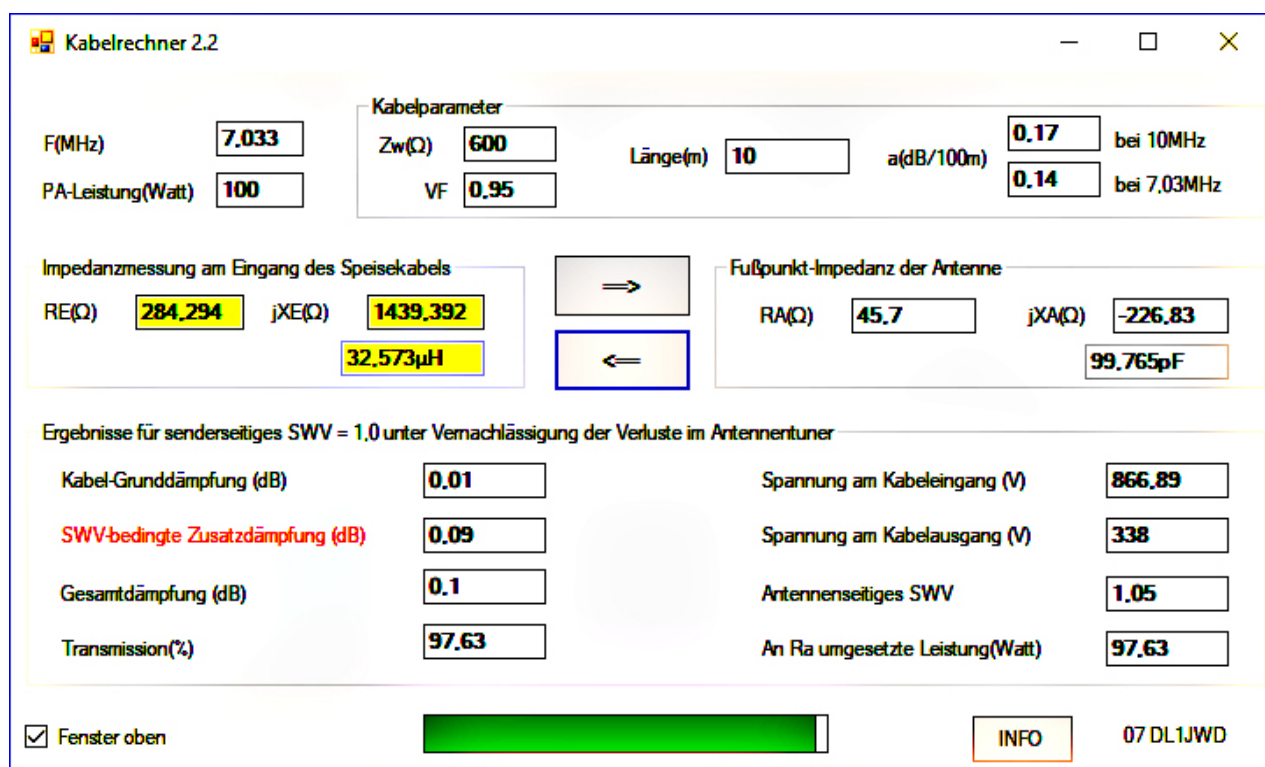 Kabelrechner 2.2
Kabelparameter
F(MHz) 7.033 Zw(Ω) 600 Länge(m) 10 a(dB/100m) 0.17 bei 10MHz
PA-Leistung(Watt) 100 VF 0.95 0.14 bei 7.03MHz
Impedanzmessung am Eingang des Speisekabels
RE(Ω) 284.294 jXE(Ω) 1439.392
32.573µH
==>
<==
Fußpunkt-Impedanz der Antenne
RA(Ω) 45.7 jXA(Ω) -226.83
99.765pF
Ergebnisse für senderseitiges SWV = 1.0 unter Vernachlässigung der Verluste im Antennentuner
Kabel-Grunddämpfung (dB) 0.01 Spannung am Kabeleingang (V) 866.89
SWV-bedingte Zusatzdämpfung (dB) 0.09 Spannung am Kabelausgang (V) 338
Gesamtdämpfung (dB) 0.1 Antennenseitiges SWV 1.05
Transmission(%) 97.63 An Ra umgesetzte Leistung(Watt) 97.63
Fenster oben INFO 07 DL1JWD